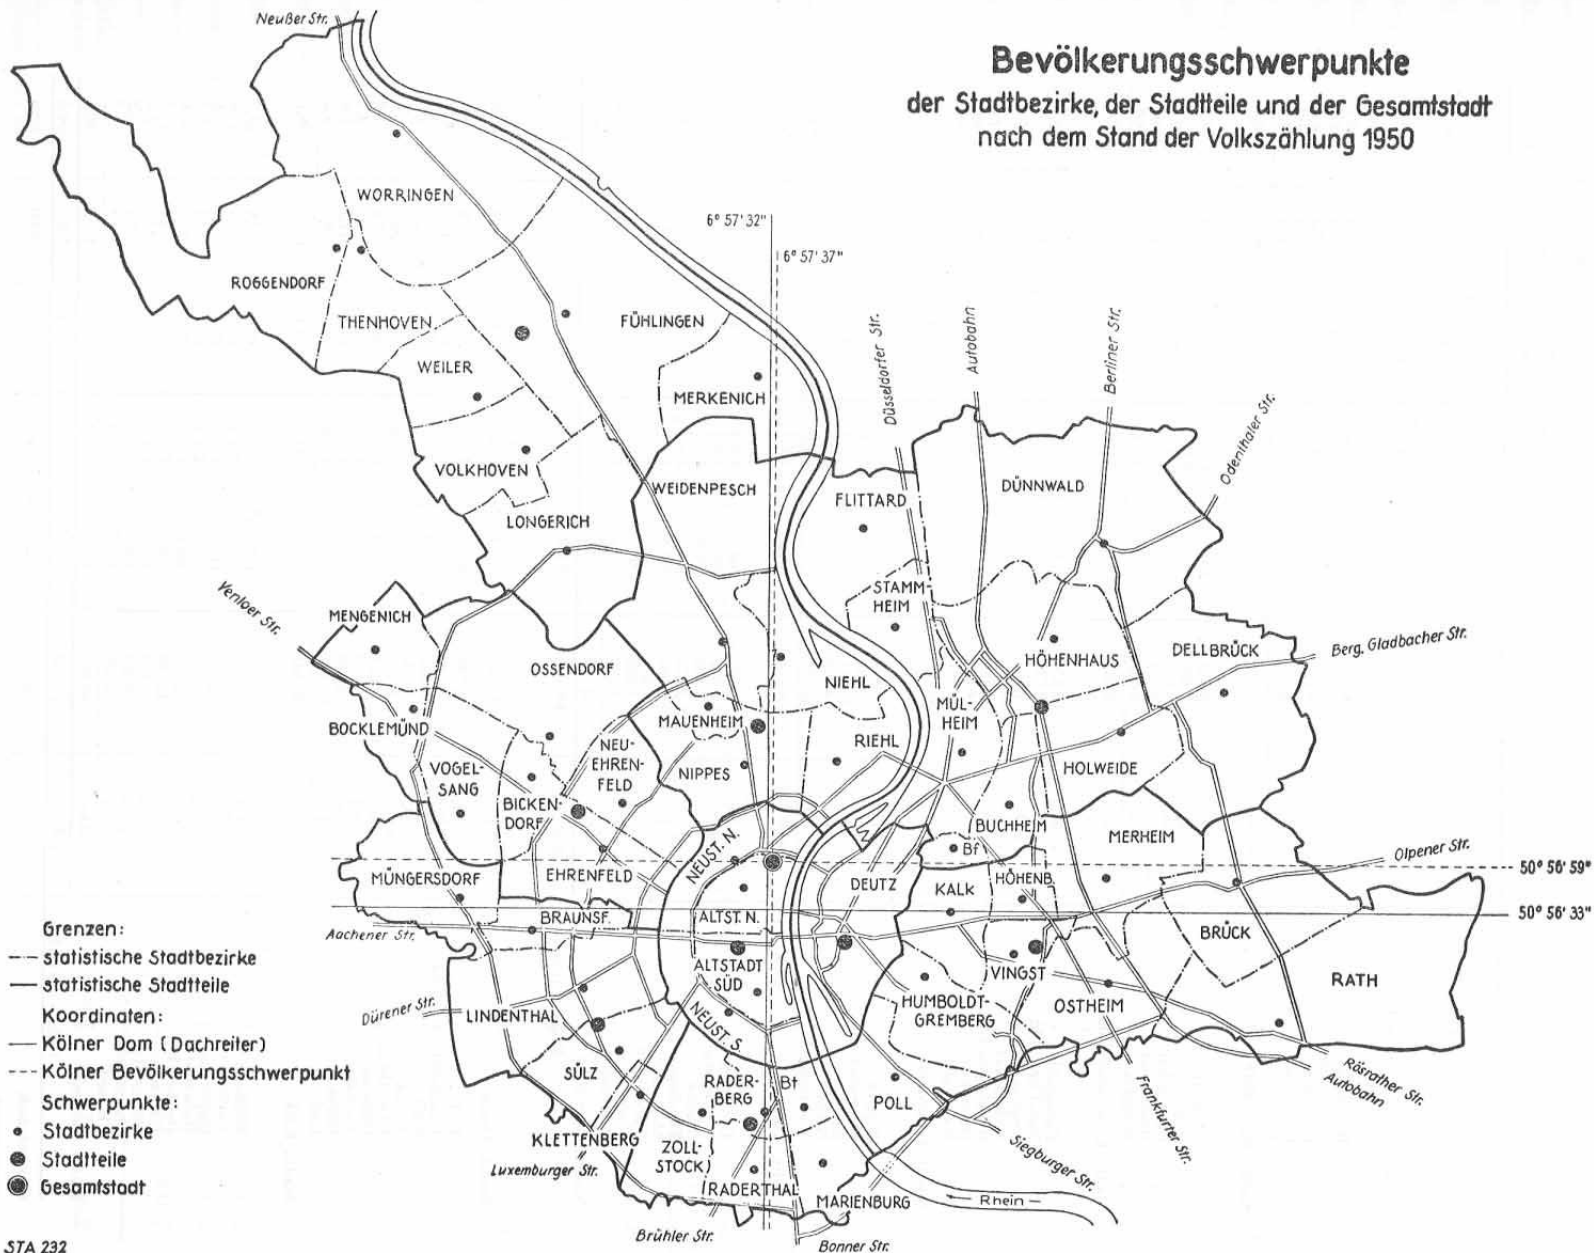 Bevölkerungsschwerpunkte
der Stadtbezirke, der Stadtteile und der Gesamtstadt
nach dem Stand der Volkszählung 1950
Neußer Str.
WORRINGEN
6° 57' 32"
6° 57' 37"
ROGGENDORF
THENHOVEN
FÜHLINGEN
WEILER
MERKENICH
Düsseldorfer Str.
Autobahn
Berliner Str.
Odenthaler Str.
VOLKHOVEN
LONGERICH
WEIDENPESCH
FLITTARD
DÜNNWALD
Venloer Str.
MENGENICH
STAMM-
HEIM
OSSENDORF
HÖHENHAUS
DELLBRÜCK
Berg. Gladbacher Str.
NIEHL
BOCKLEMÜND
MAUENHEIM
MÜL-
HEIM
VOGEL-
SANG
NEU-
EHREN-
FELD
NIPPES
RIEHL
HOLWEIDE
BICKEN-
DORF
BUCHHEIM
MERHEIM
NEUST. N.
Bf
Olpener Str.
50° 56' 59"
MÜNGERSDORF
EHRENFELD
DEUTZ
KALK
HÖHENB.
50° 56' 33"
BRAUNSF.
ALTST. N.
Aachener Str.
BRÜCK
ALTSTADT
SÜD
VINGST
RATH
Dürener Str.
LINDENTHAL
NEUST. S.
HUMBOLDT-
GREMBERG
OSTHEIM
SÜLZ
RADER-
BERG
Bt
POLL
Rösrather Str.
Autobahn
Frankfurter Str.
KLETTENBERG
Luxemburger Str.
ZOLL-
STOCK
RADERTHAL
MARIENBURG
Siegburger Str.
Rhein
Brühler Str.
Bonner Str.
Grenzen:
statistische Stadtbezirke
statistische Stadtteile
Koordinaten:
Kölner Dom (Dachreiter)
Kölner Bevölkerungsschwerpunkt
Schwerpunkte:
Stadtbezirke
Stadtteile
Gesamtstadt
STA 232